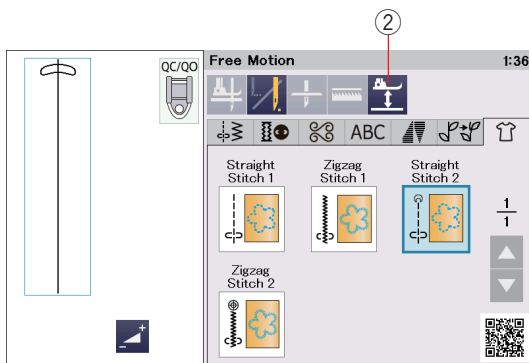 2
QC/QO
Free Motion 1:36
ABC
Straight
Stitch 1
Zigzag
Stitch 1
Straight
Stitch 2
1
1
Zigzag
Stitch 2